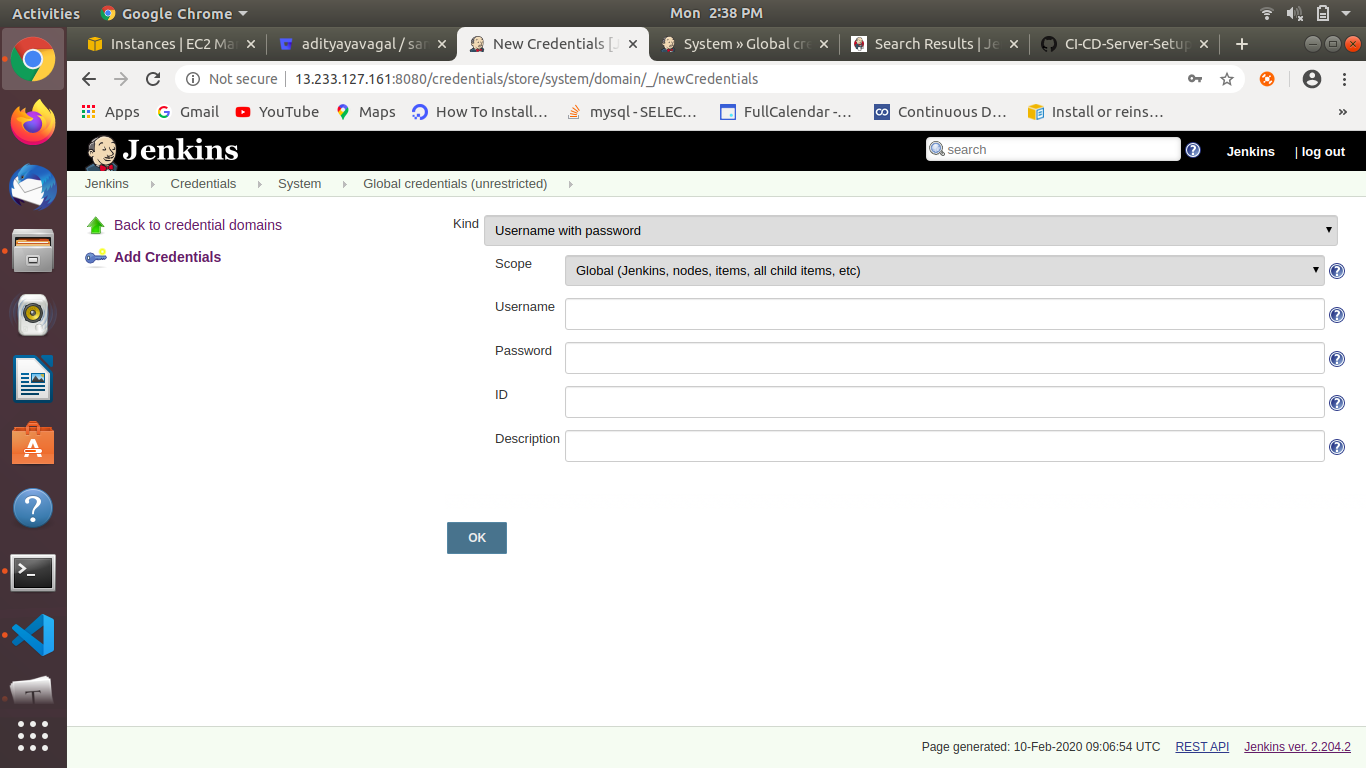 Activities Google Chrome Mon 2:38 PM
Instances | EC2 Ma adityayavagal / sar New Credentials [J System » Global cre Search Results | Je CI-CD-Server-Setup
Not secure 13.233.127.161:8080/credentials/store/system/domain/_/newCredentials
Apps Gmail YouTube Maps How To Install... mysql - SELEC... FullCalendar -... Continuous D... Install or reins... »
Jenkins search Jenkins | log out
Jenkins Credentials System Global credentials (unrestricted)
Back to credential domains
Add Credentials
Kind Username with password
Scope Global (Jenkins, nodes, items, all child items, etc)
Username
Password
ID
Description
OK
Page generated: 10-Feb-2020 09:06:54 UTC REST API Jenkins ver. 2.204.2